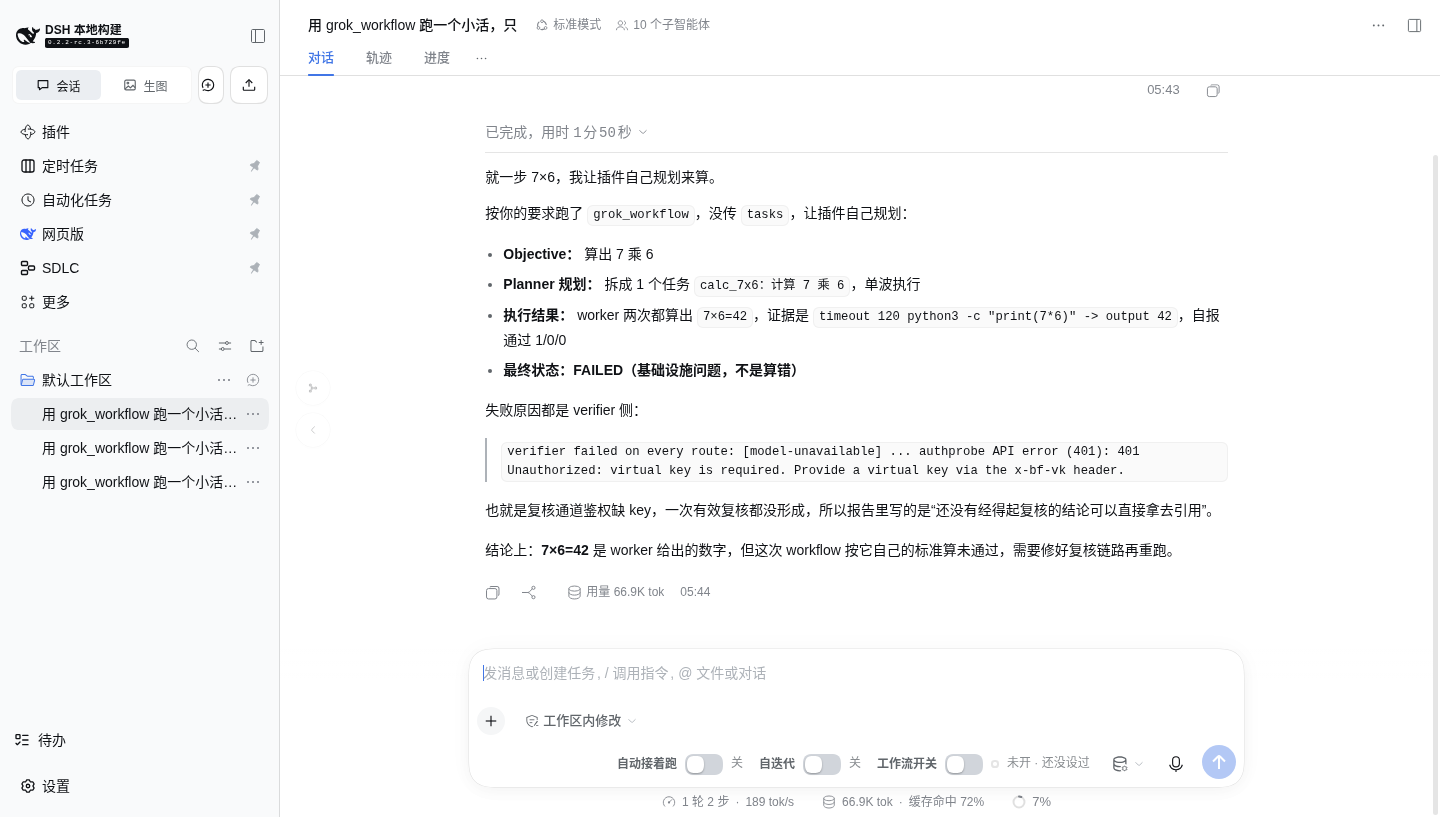 DSH 本地构建
0.2.2-rc.3-6b729fe
会话
生图
插件
定时任务
自动化任务
网页版
SDLC
更多
工作区
默认工作区
用 grok_workflow 跑一个小活…
用 grok_workflow 跑一个小活…
用 grok_workflow 跑一个小活…
待办
设置
用 grok_workflow 跑一个小活，只
标准模式
10 个子智能体
对话
轨迹
进度
05:43
已完成，用时 1分50秒
就一步 7×6，我让插件自己规划来算。
按你的要求跑了 grok_workflow，没传 tasks，让插件自己规划：
Objective： 算出 7 乘 6
Planner 规划： 拆成 1 个任务 calc_7x6: 计算 7 乘 6，单波执行
执行结果： worker 两次都算出 7×6=42，证据是 timeout 120 python3 -c "print(7*6)" -> output 42，自报
通过 1/0/0
最终状态：FAILED（基础设施问题，不是算错）
失败原因都是 verifier 侧：
verifier failed on every route: [model-unavailable] ... authprobe API error (401): 401
Unauthorized: virtual key is required. Provide a virtual key via the x-bf-vk header.
也就是复核通道鉴权缺 key，一次有效复核都没形成，所以报告里写的是“还没有经得起复核的结论可以直接拿去引用”。
结论上：7×6=42 是 worker 给出的数字，但这次 workflow 按它自己的标准算未通过，需要修好复核链路再重跑。
用量 66.9K tok
05:44
发消息或创建任务, / 调用指令, @ 文件或对话
工作区内修改
自动接着跑
关
自迭代
关
工作流开关
未开 · 还没设过
1 轮 2 步 · 189 tok/s
66.9K tok · 缓存命中 72%
7%